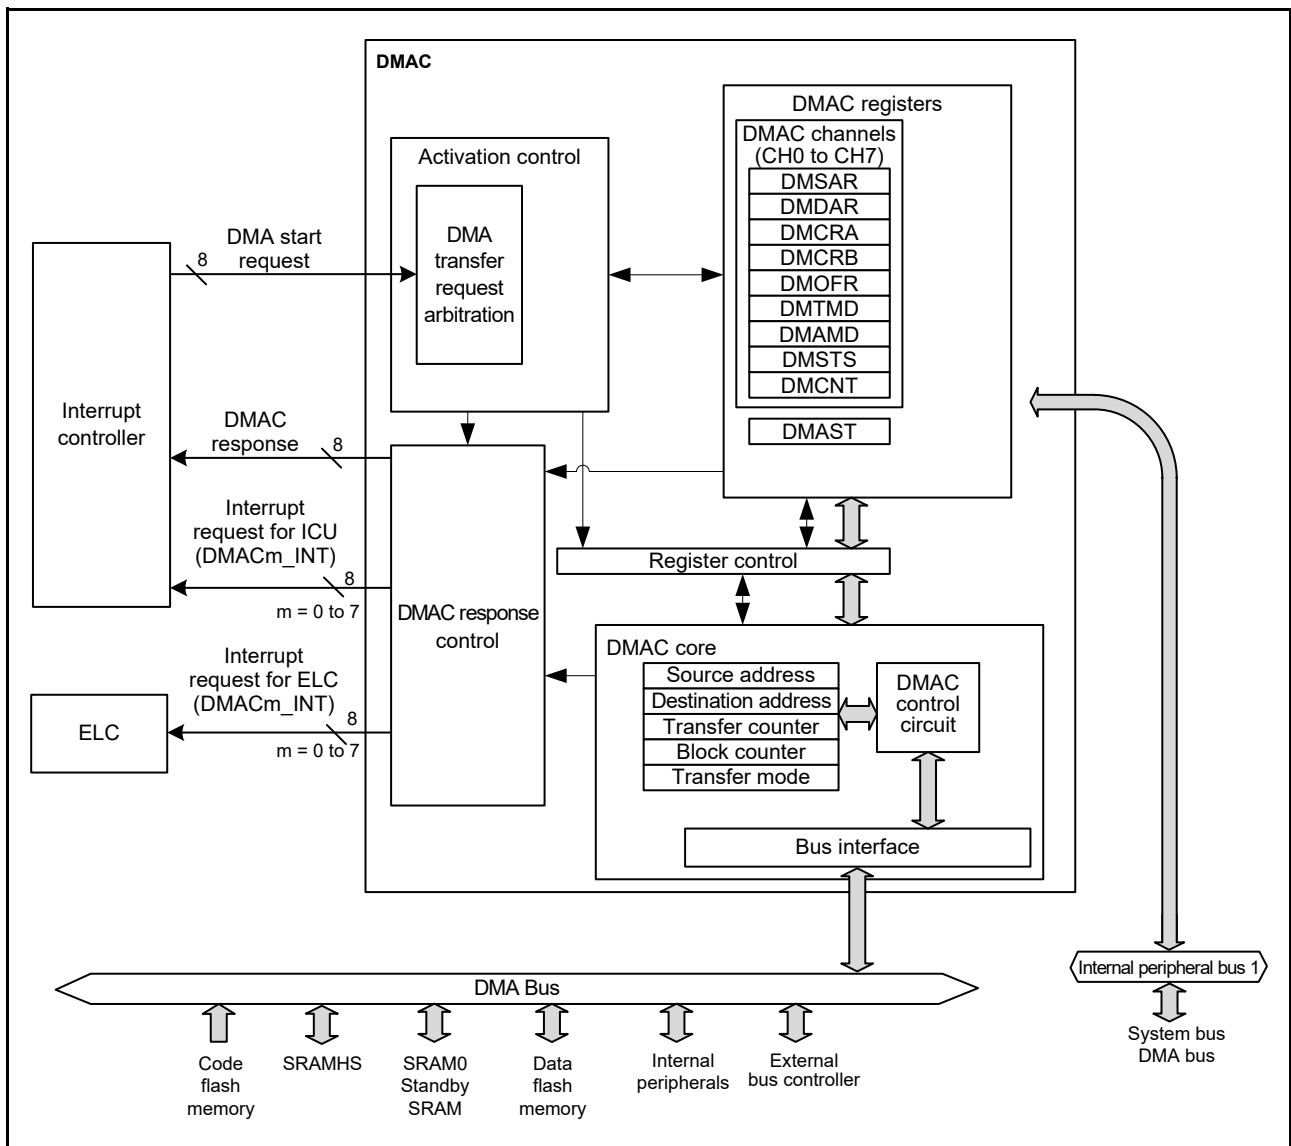 DMAC
DMAC registers
DMAC channels
(CH0 to CH7)
DMSAR
DMDAR
DMCRA
DMCRB
DMOFR
DMTMD
DMAMD
DMSTS
DMCNT
DMAST
Activation control
DMA
transfer
request
arbitration
DMA start
request
8
Interrupt
controller
DMAC
response
8
Interrupt
request for ICU
(DMACm_INT)
8
m = 0 to 7
DMAC response
control
Register control
Interrupt
request for ELC
(DMACm_INT)
8
m = 0 to 7
ELC
DMAC core
Source address
Destination address
Transfer counter
Block counter
Transfer mode
DMAC
control
circuit
Bus interface
DMA Bus
Internal peripheral bus 1
System bus
DMA bus
Code
flash
memory
SRAMHS
SRAM0
Standby
SRAM
Data
flash
memory
Internal
peripherals
External
bus controller